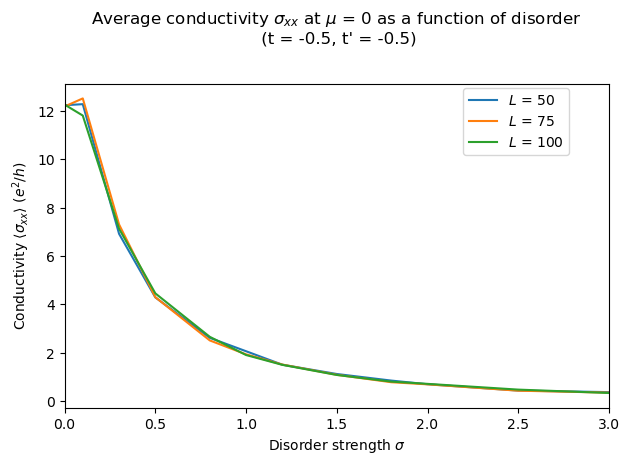 Average conductivity σxx at μ = 0 as a function of disorder
(t = -0.5, t' = -0.5)
L = 50
L = 75
L = 100
Conductivity ⟨σxx⟩ (e²/h)
12
10
8
6
4
2
0
0.0 0.5 1.0 1.5 2.0 2.5 3.0
Disorder strength σ